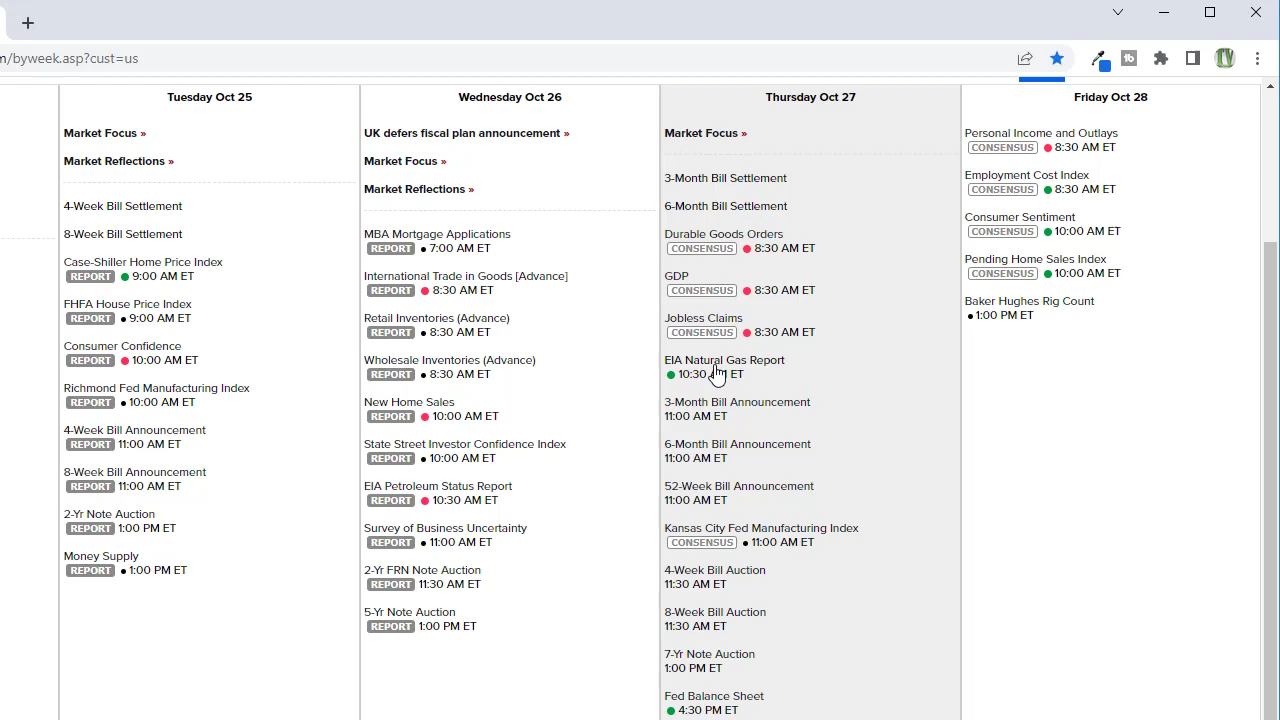 m/byweek.asp?cust=us
Tuesday Oct 25
Market Focus »
Market Reflections »
4-Week Bill Settlement
8-Week Bill Settlement
Case-Shiller Home Price Index
REPORT 9:00 AM ET
FHFA House Price Index
REPORT 9:00 AM ET
Consumer Confidence
REPORT 10:00 AM ET
Richmond Fed Manufacturing Index
REPORT 10:00 AM ET
4-Week Bill Announcement
REPORT 11:00 AM ET
8-Week Bill Announcement
REPORT 11:00 AM ET
2-Yr Note Auction
REPORT 1:00 PM ET
Money Supply
REPORT 1:00 PM ET
Wednesday Oct 26
UK defers fiscal plan announcement »
Market Focus »
Market Reflections »
MBA Mortgage Applications
REPORT 7:00 AM ET
International Trade in Goods [Advance]
REPORT 8:30 AM ET
Retail Inventories (Advance)
REPORT 8:30 AM ET
Wholesale Inventories (Advance)
REPORT 8:30 AM ET
New Home Sales
REPORT 10:00 AM ET
State Street Investor Confidence Index
REPORT 10:00 AM ET
EIA Petroleum Status Report
REPORT 10:30 AM ET
Survey of Business Uncertainty
REPORT 11:00 AM ET
2-Yr FRN Note Auction
REPORT 11:30 AM ET
5-Yr Note Auction
REPORT 1:00 PM ET
Thursday Oct 27
Market Focus »
3-Month Bill Settlement
6-Month Bill Settlement
Durable Goods Orders
CONSENSUS 8:30 AM ET
GDP
CONSENSUS 8:30 AM ET
Jobless Claims
CONSENSUS 8:30 AM ET
EIA Natural Gas Report
10:30 ET
3-Month Bill Announcement
11:00 AM ET
6-Month Bill Announcement
11:00 AM ET
52-Week Bill Announcement
11:00 AM ET
Kansas City Fed Manufacturing Index
CONSENSUS 11:00 AM ET
4-Week Bill Auction
11:30 AM ET
8-Week Bill Auction
11:30 AM ET
7-Yr Note Auction
1:00 PM ET
Fed Balance Sheet
4:30 PM ET
Friday Oct 28
Personal Income and Outlays
CONSENSUS 8:30 AM ET
Employment Cost Index
CONSENSUS 8:30 AM ET
Consumer Sentiment
CONSENSUS 10:00 AM ET
Pending Home Sales Index
CONSENSUS 10:00 AM ET
Baker Hughes Rig Count
1:00 PM ET